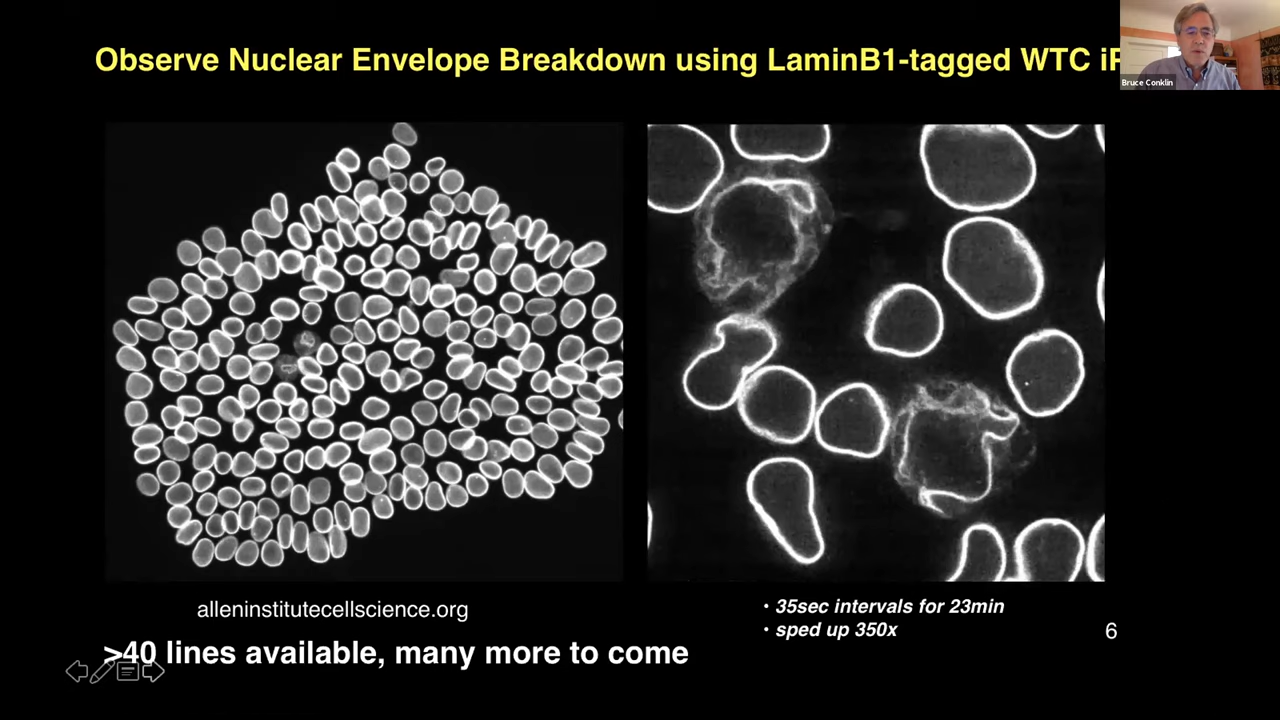 Observe Nuclear Envelope Breakdown using LaminB1-tagged WTC
Bruce Conklin
alleninstitutecellscience.org
• 35sec intervals for 23min
• sped up 350x
6
>40 lines available, many more to come